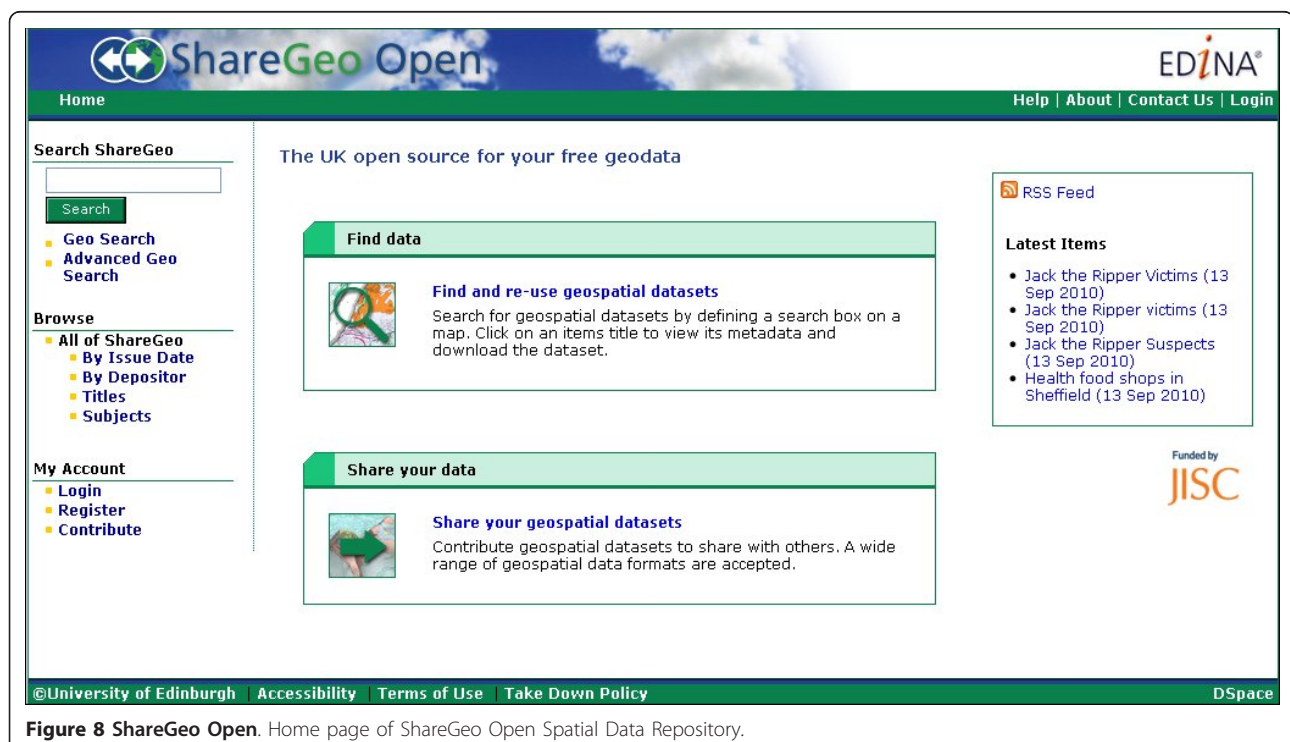 ShareGeo Open
EDINA®
Home
Help | About | Contact Us | Login
Search ShareGeo
Search
Geo Search
Advanced Geo
Search
Browse
All of ShareGeo
By Issue Date
By Depositor
Titles
Subjects
My Account
Login
Register
Contribute
The UK open source for your free geodata
Find data
Find and re-use geospatial datasets
Search for geospatial datasets by defining a search box on a
map. Click on an items title to view its metadata and
download the dataset.
Share your data
Share your geospatial datasets
Contribute geospatial datasets to share with others. A wide
range of geospatial data formats are accepted.
RSS Feed
Latest Items
• Jack the Ripper Victims (13
Sep 2010)
• Jack the Ripper victims (13
Sep 2010)
• Jack the Ripper Suspects
(13 Sep 2010)
• Health food shops in
Sheffield (13 Sep 2010)
Funded by
JISC
©University of Edinburgh | Accessibility | Terms of Use | Take Down Policy
DSpace
Figure 8 ShareGeo Open. Home page of ShareGeo Open Spatial Data Repository.